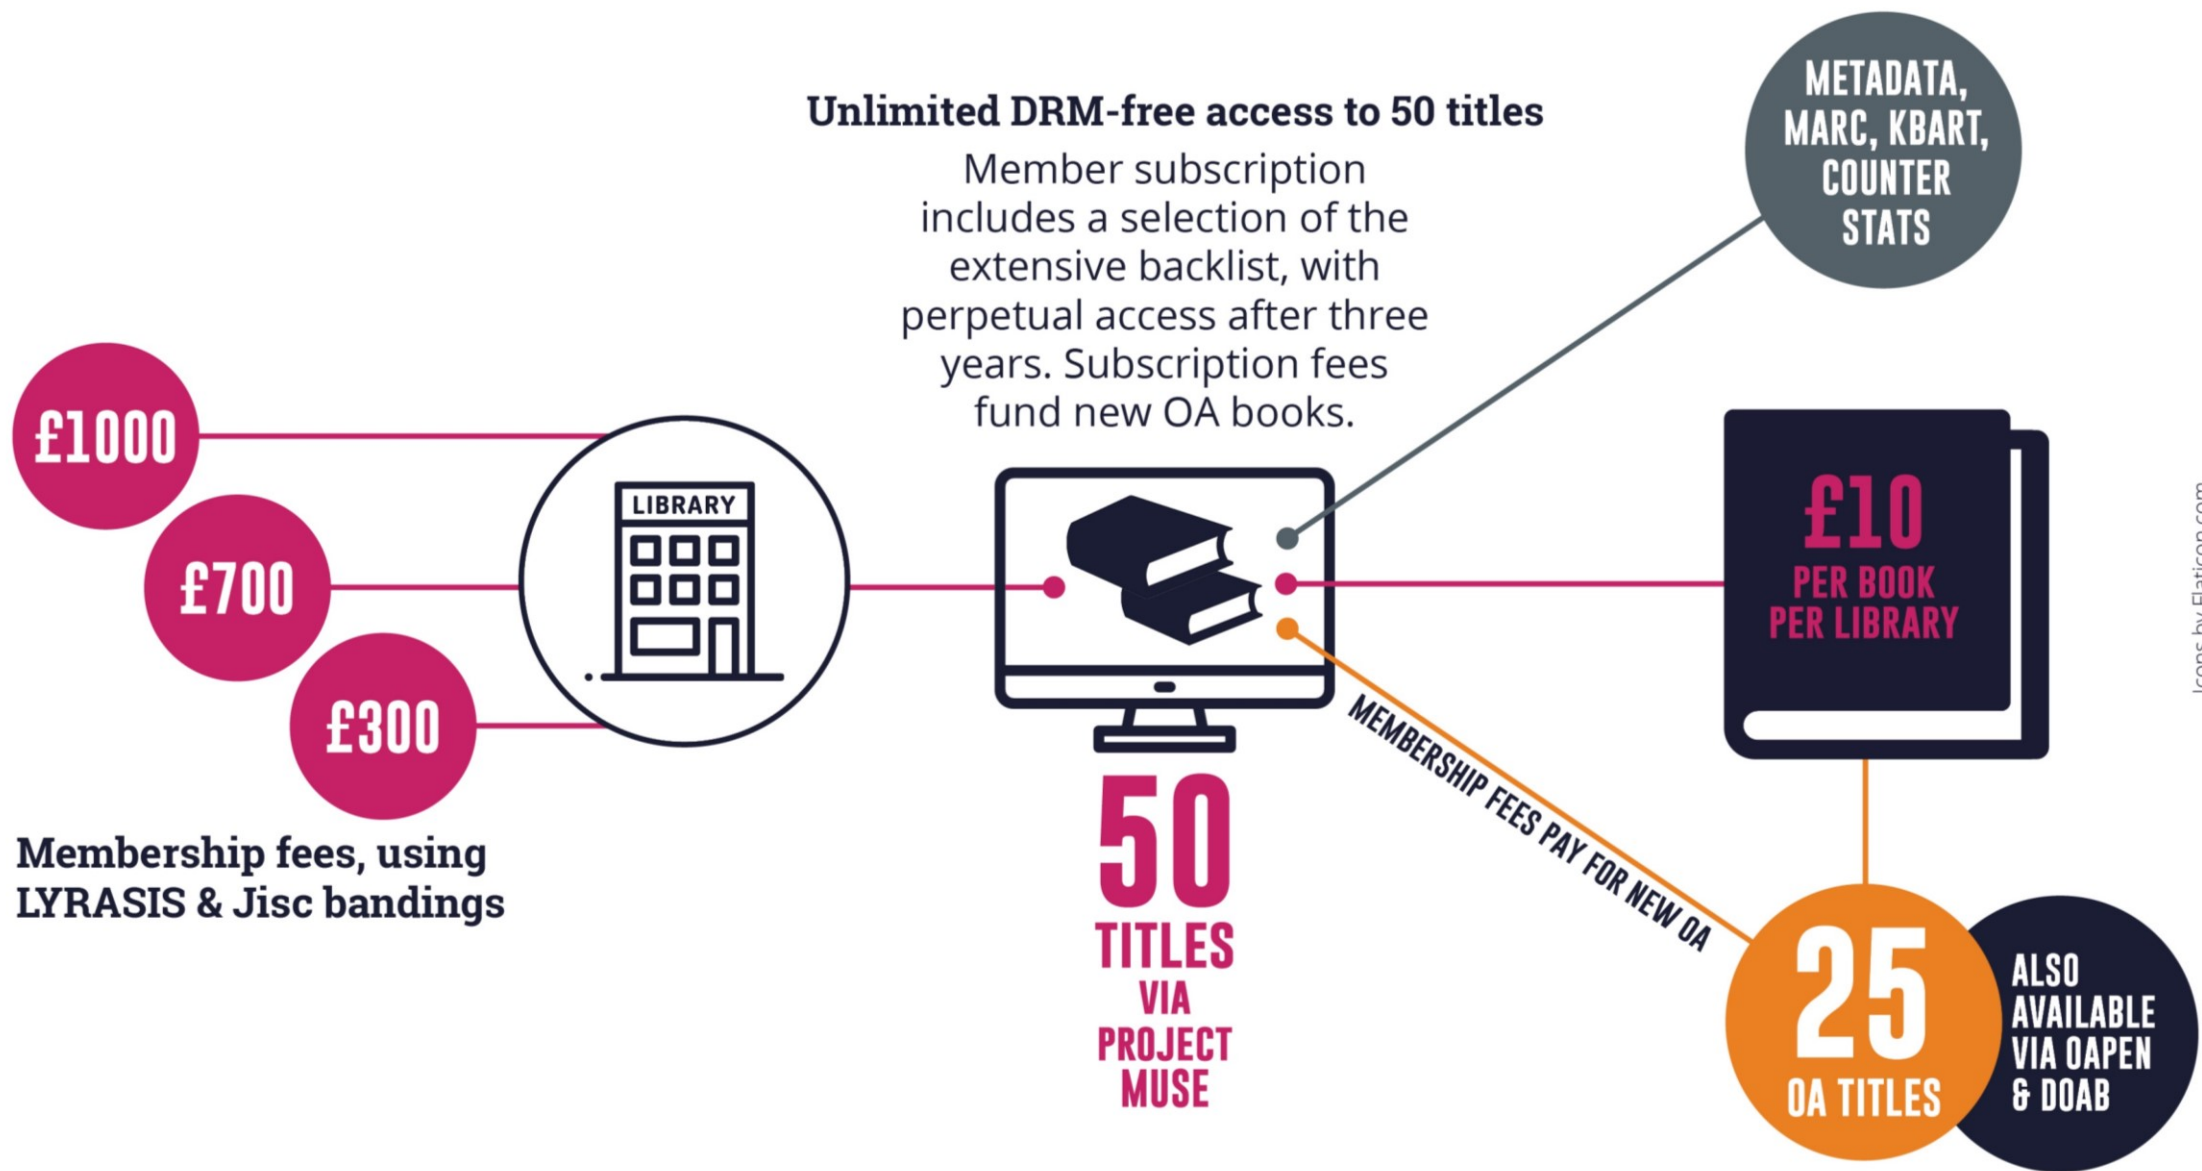 Unlimited DRM-free access to 50 titles
Member subscription
includes a selection of the
extensive backlist, with
perpetual access after three
years. Subscription fees
fund new OA books.
METADATA,
MARC, KBART,
COUNTER
STATS
£1000
£700
£300
Membership fees, using
LYRASIS & Jisc bandings
LIBRARY
50
TITLES
VIA
PROJECT
MUSE
£10
PER BOOK
PER LIBRARY
MEMBERSHIP FEES PAY FOR NEW OA
25
OA TITLES
ALSO
AVAILABLE
VIA OAPEN
& DOAB
Icons by Flaticon.com